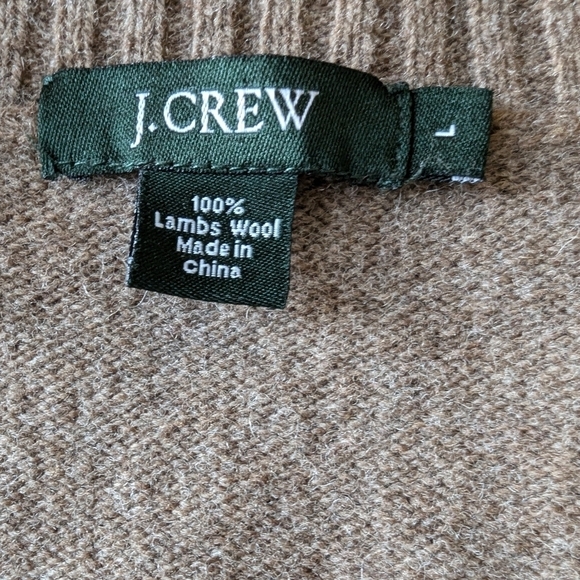 J.CREW
L
100%
Lambs Wool
Made in
China